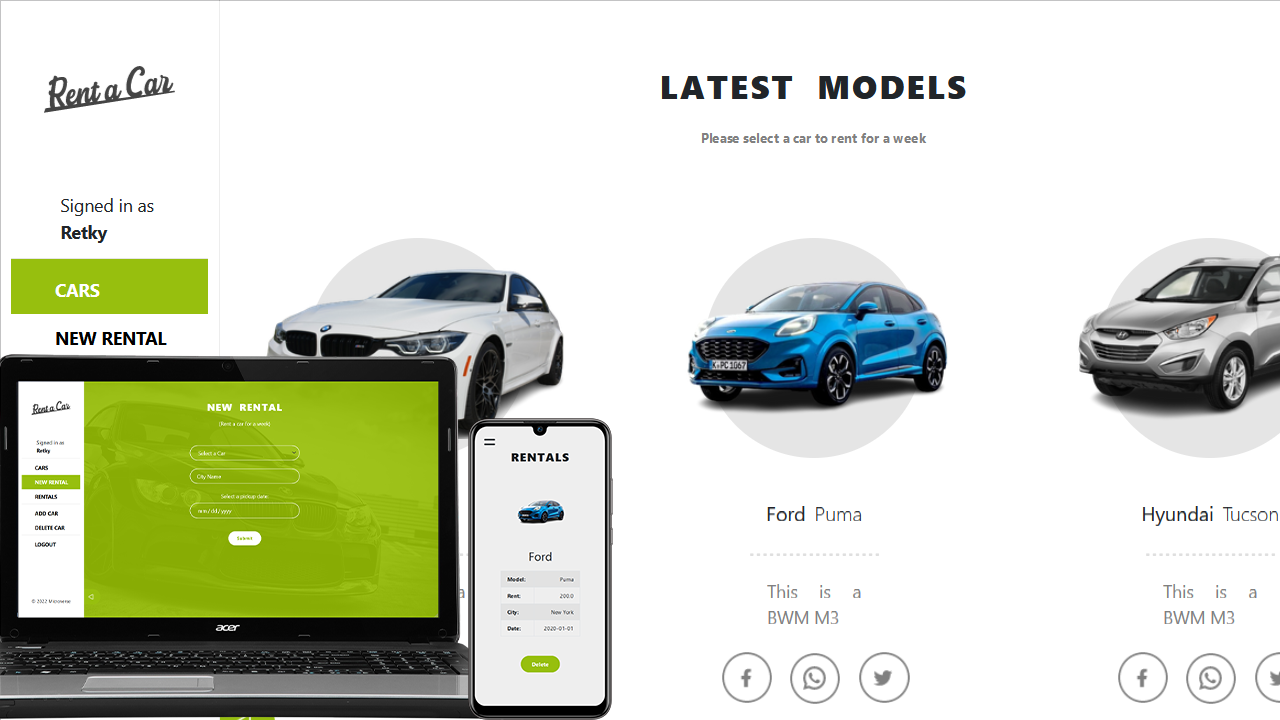 Rent a Car
Signed in as
Retky
CARS
NEW RENTAL
LATEST MODELS
Please select a car to rent for a week
K·PC 1067
Ford Puma
This is a
BWM M3
Hyundai Tucson
This is a
BWM M3
a
Rent a Car
Signed in as
Retky
CARS
NEW RENTAL
RENTALS
ADD CAR
DELETE CAR
LOGOUT
© 2022 Microverse
NEW RENTAL
(Rent a car for a week)
Select a Car
City Name
Select a pickup date:
mm/dd/yyyy
Submit
acer
RENTALS
Ford
Model: Puma
Rent: 200.0
City: New York
Date: 2020-01-01
Delete